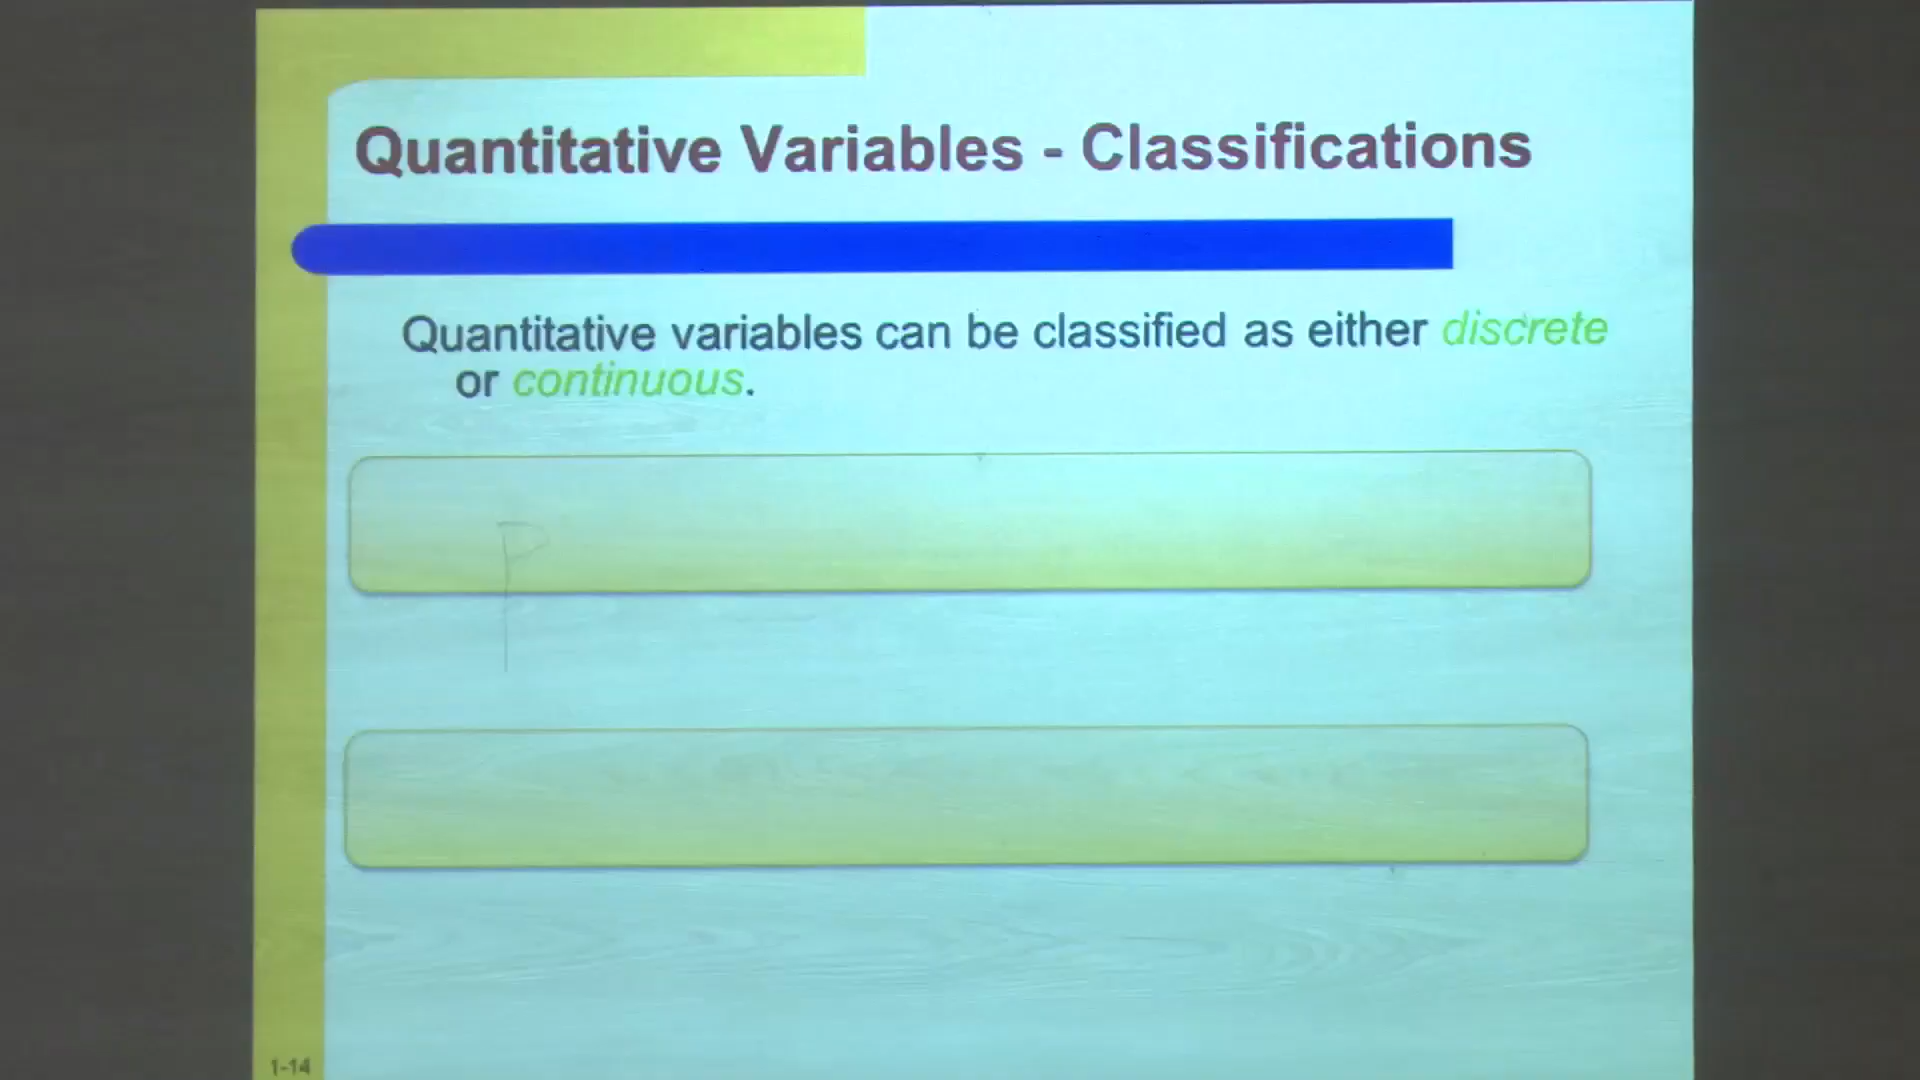 Quantitative Variables - Classifications
Quantitative variables can be classified as either discrete
or continuous.
P
1-14